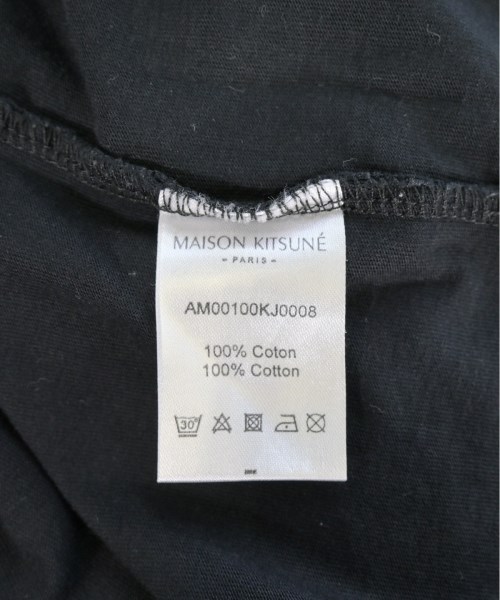 MAISON KITSUNÉ
- PARIS -
AM00100KJ0008
100% Coton
100% Cotton
30°